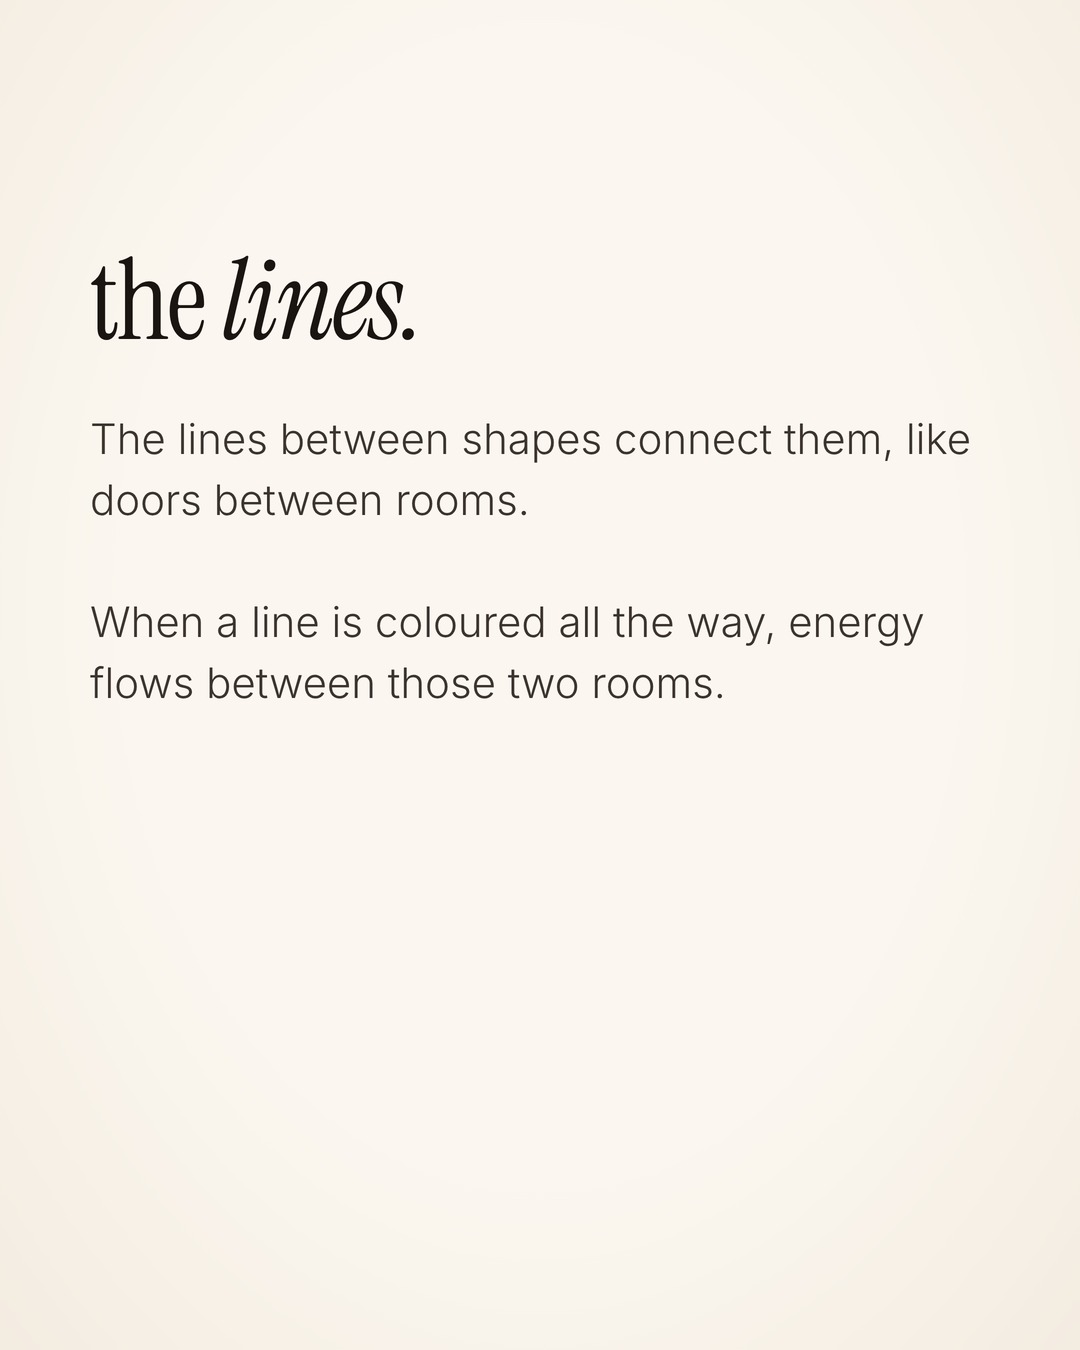 the lines.
The lines between shapes connect them, like
doors between rooms.
When a line is coloured all the way, energy
flows between those two rooms.